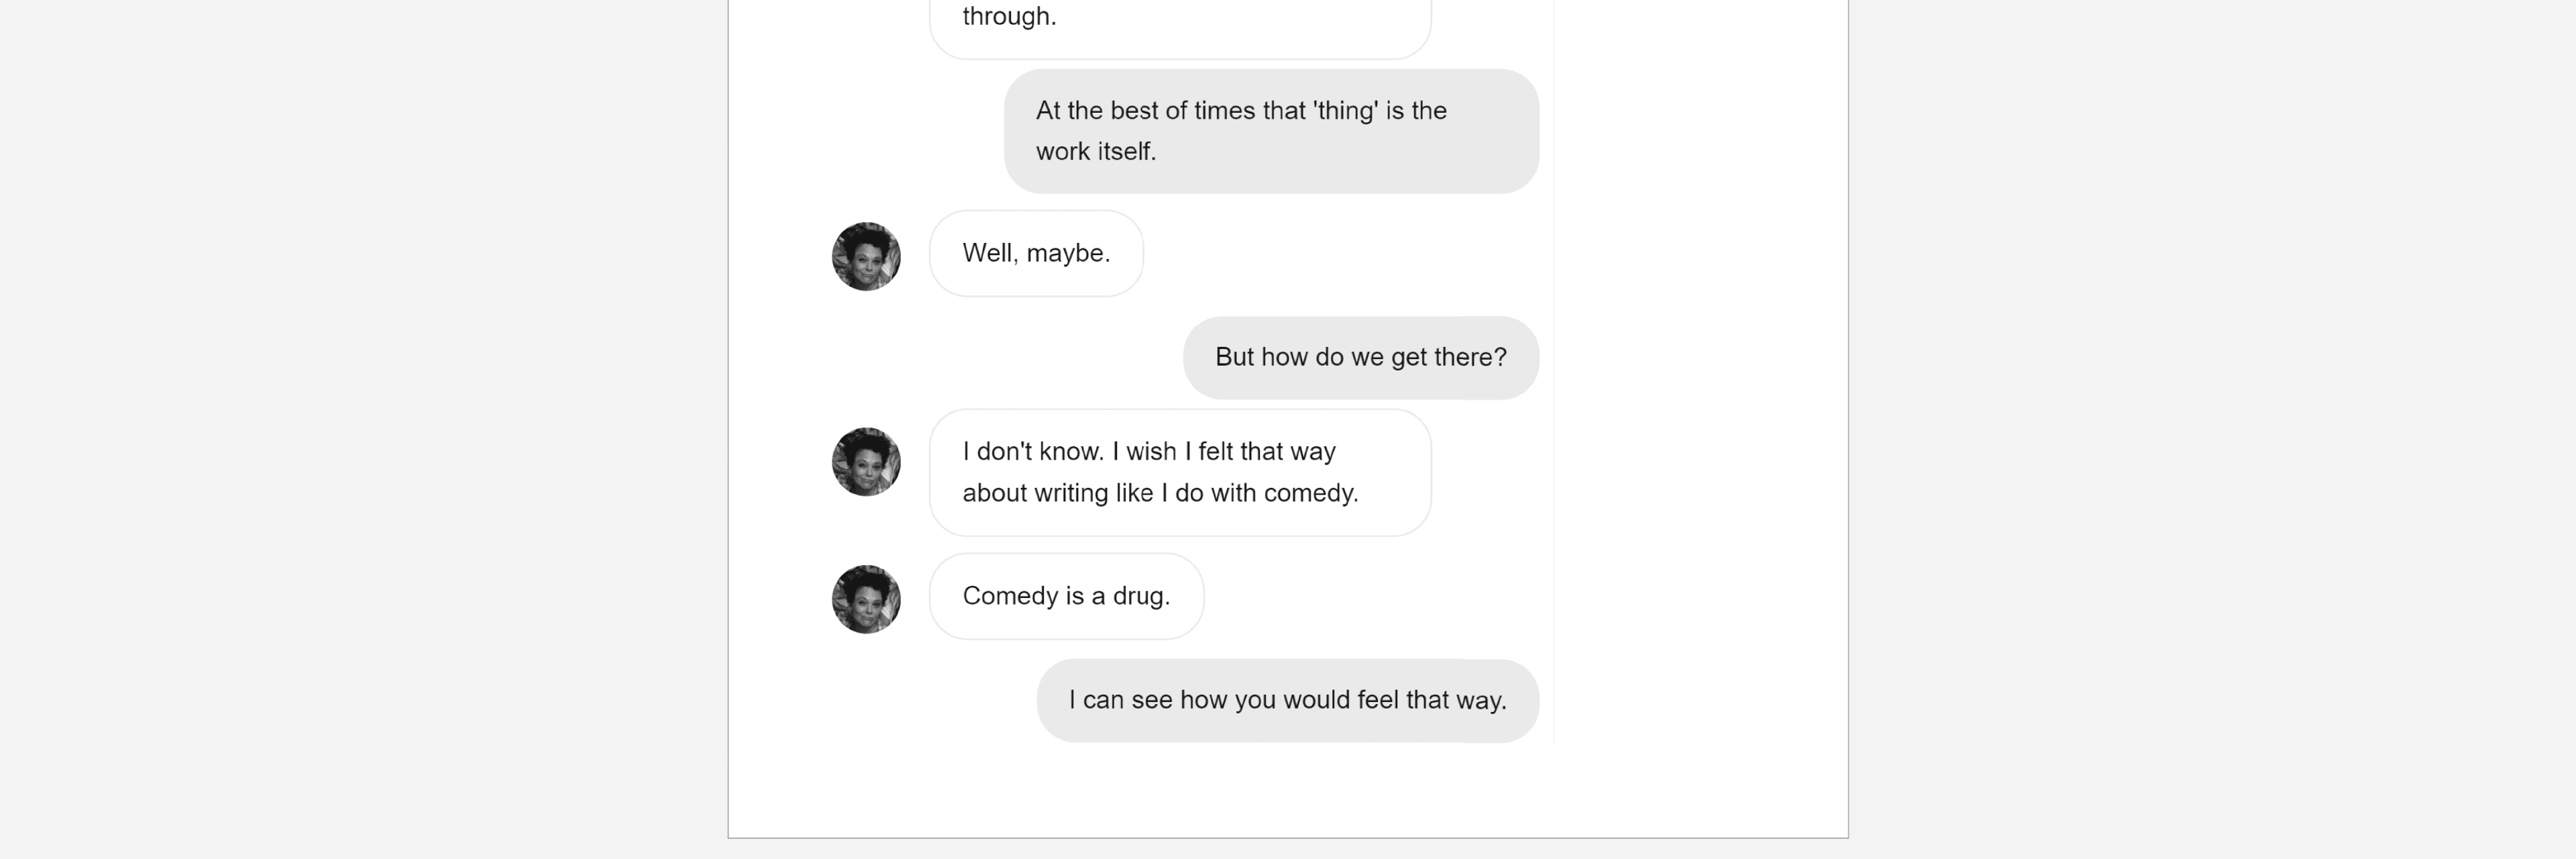 through.
At the best of times that 'thing' is the
work itself.
Well, maybe.
But how do we get there?
I don't know. I wish I felt that way
about writing like I do with comedy.
Comedy is a drug.
I can see how you would feel that way.